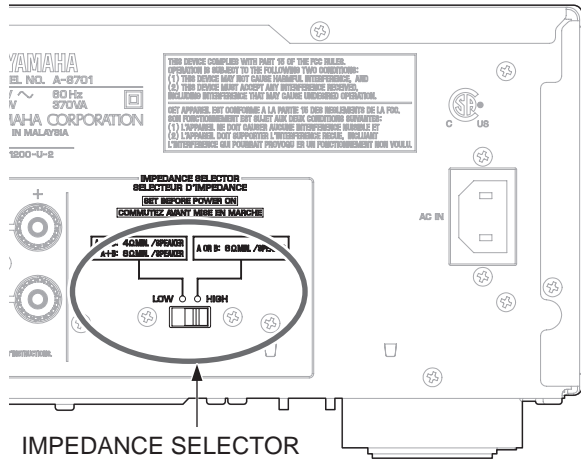 YAMAHA
EL NO. A-S701
60 Hz
370VA
AHA CORPORATION
IN MALAYSIA
1200-U-2
THIS DEVICE COMPLIES WITH PART 15 OF THE FCC RULES.
OPERATION IS SUBJECT TO THE FOLLOWING TWO CONDITIONS:
(1) THIS DEVICE MAY NOT CAUSE HARMFUL INTERFERENCE, AND
(2) THIS DEVICE MUST ACCEPT ANY INTERFERENCE RECEIVED,
INCLUDING INTERFERENCE THAT MAY CAUSE UNDESIRED OPERATION.
CET APPAREIL EST CONFORME A LA PARTIE 15 DES REGLEMENTS DE LA FCC.
SON FONCTIONNEMENT EST SUJET AUX DEUX CONDITIONS SUIVANTES:
(1) L'APPAREIL NE DOIT CAUSER AUCUNE INTERFERENCE NUISIBLE ET
(2) L'APPAREIL DOIT SUPPORTER L'INTERFERENCE RECUE, INCLUANT
L'INTERFERENCE QUI POURRAIT PROVOQU ER UN FONCTIONNEMENT NON VOULU.
C US
AC IN
IMPEDANCE SELECTOR
SELECTEUR D'IMPEDANCE
SET BEFORE POWER ON
COMMUTEZ AVANT MISE EN MARCHE
4ΩMIN. /SPEAKER
A+B: 8ΩMIN. /SPEAKER
A OR B: 8ΩMIN.
LOW HIGH
+
INSTRUCTIONS.
IMPEDANCE SELECTOR